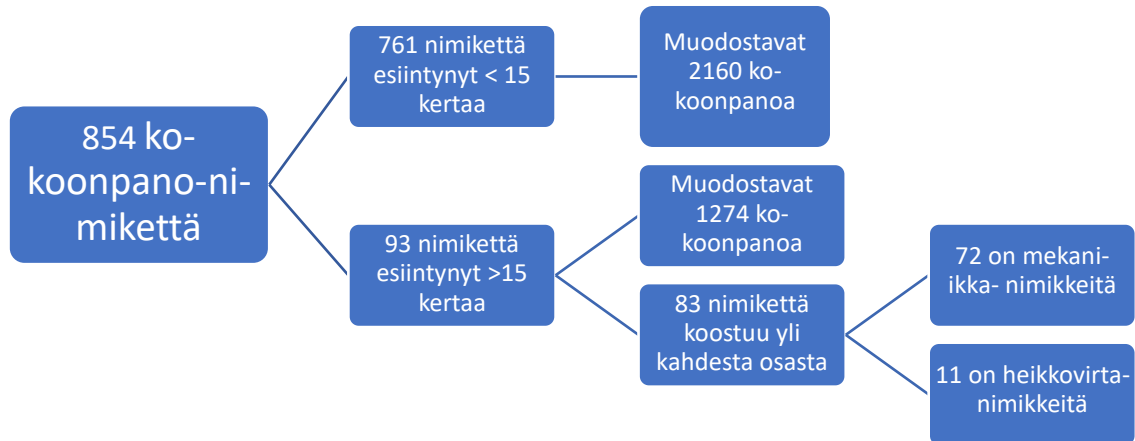 854 ko-
koonpano-ni-
mikettä
761 nimikettä
esiintynyt < 15
kertaa
Muodostavat
2160 ko-
koonpanoa
93 nimikettä
esiintynyt >15
kertaa
Muodostavat
1274 ko-
koonpanoa
83 nimikettä
koostuu yli
kahdesta osasta
72 on mekani-
ikka- nimikkeitä
11 on heikkovirta-
nimikkeitä